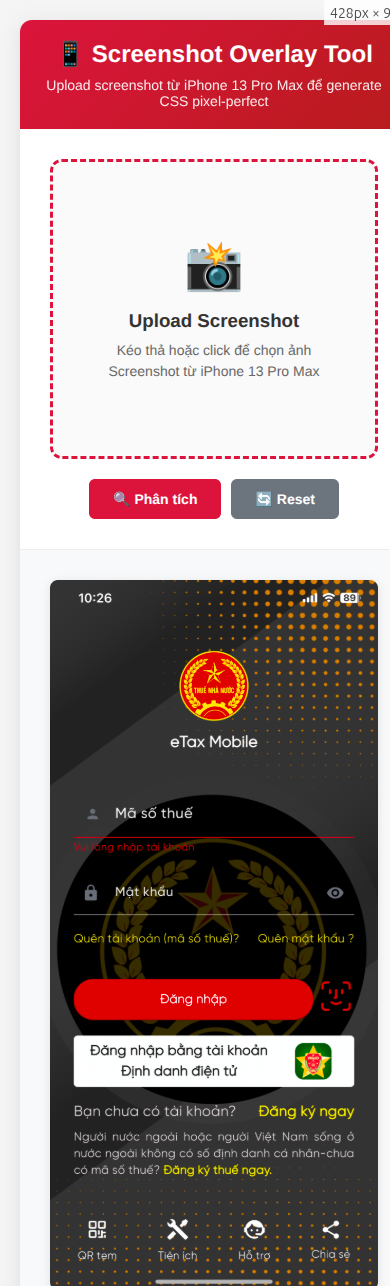 428px × 9
📱 Screenshot Overlay Tool
Upload screenshot từ iPhone 13 Pro Max để generate
CSS pixel-perfect
Upload Screenshot
Kéo thả hoặc click để chọn ảnh
Screenshot từ iPhone 13 Pro Max
🔍 Phân tích
🔄 Reset
10:26
89
THUẾ NHÀ NƯỚC
eTax Mobile
Mã số thuế
lòng nhập tài khoản
Mật khẩu
Quên tài khoản (mã số thuế)?
Quên mật khẩu ?
Đăng nhập
Đăng nhập bằng tài khoản
Định danh điện tử
Bạn chưa có tài khoản?
Đăng ký ngay
Người nước ngoài hoặc người Việt Nam sống ở
nước ngoài không có số định danh cá nhân-chưa
có mã số thuế? Đăng ký thuế ngay.
QR tem
Tiện ích
Hỗ trợ
Chia sẻ